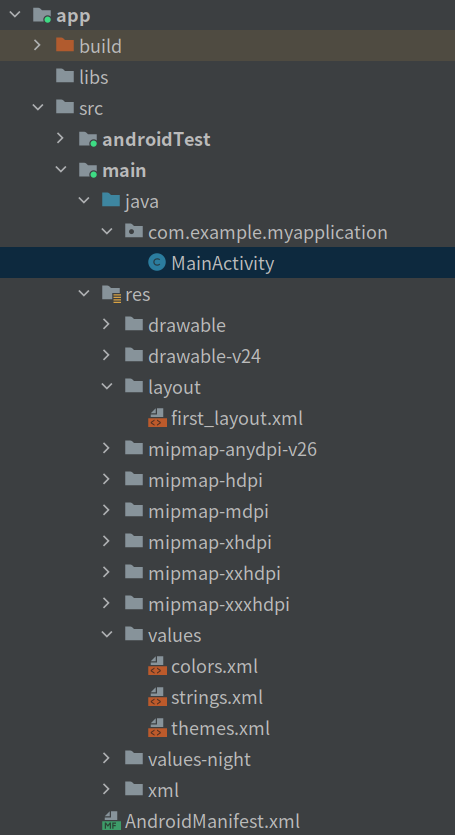 app
build
libs
src
androidTest
main
java
com.example.myapplication
C MainActivity
res
drawable
drawable-v24
layout
first_layout.xml
mipmap-anydpi-v26
mipmap-hdpi
mipmap-mdpi
mipmap-xhdpi
mipmap-xxhdpi
mipmap-xxxhdpi
values
colors.xml
strings.xml
themes.xml
values-night
xml
MF AndroidManifest.xml